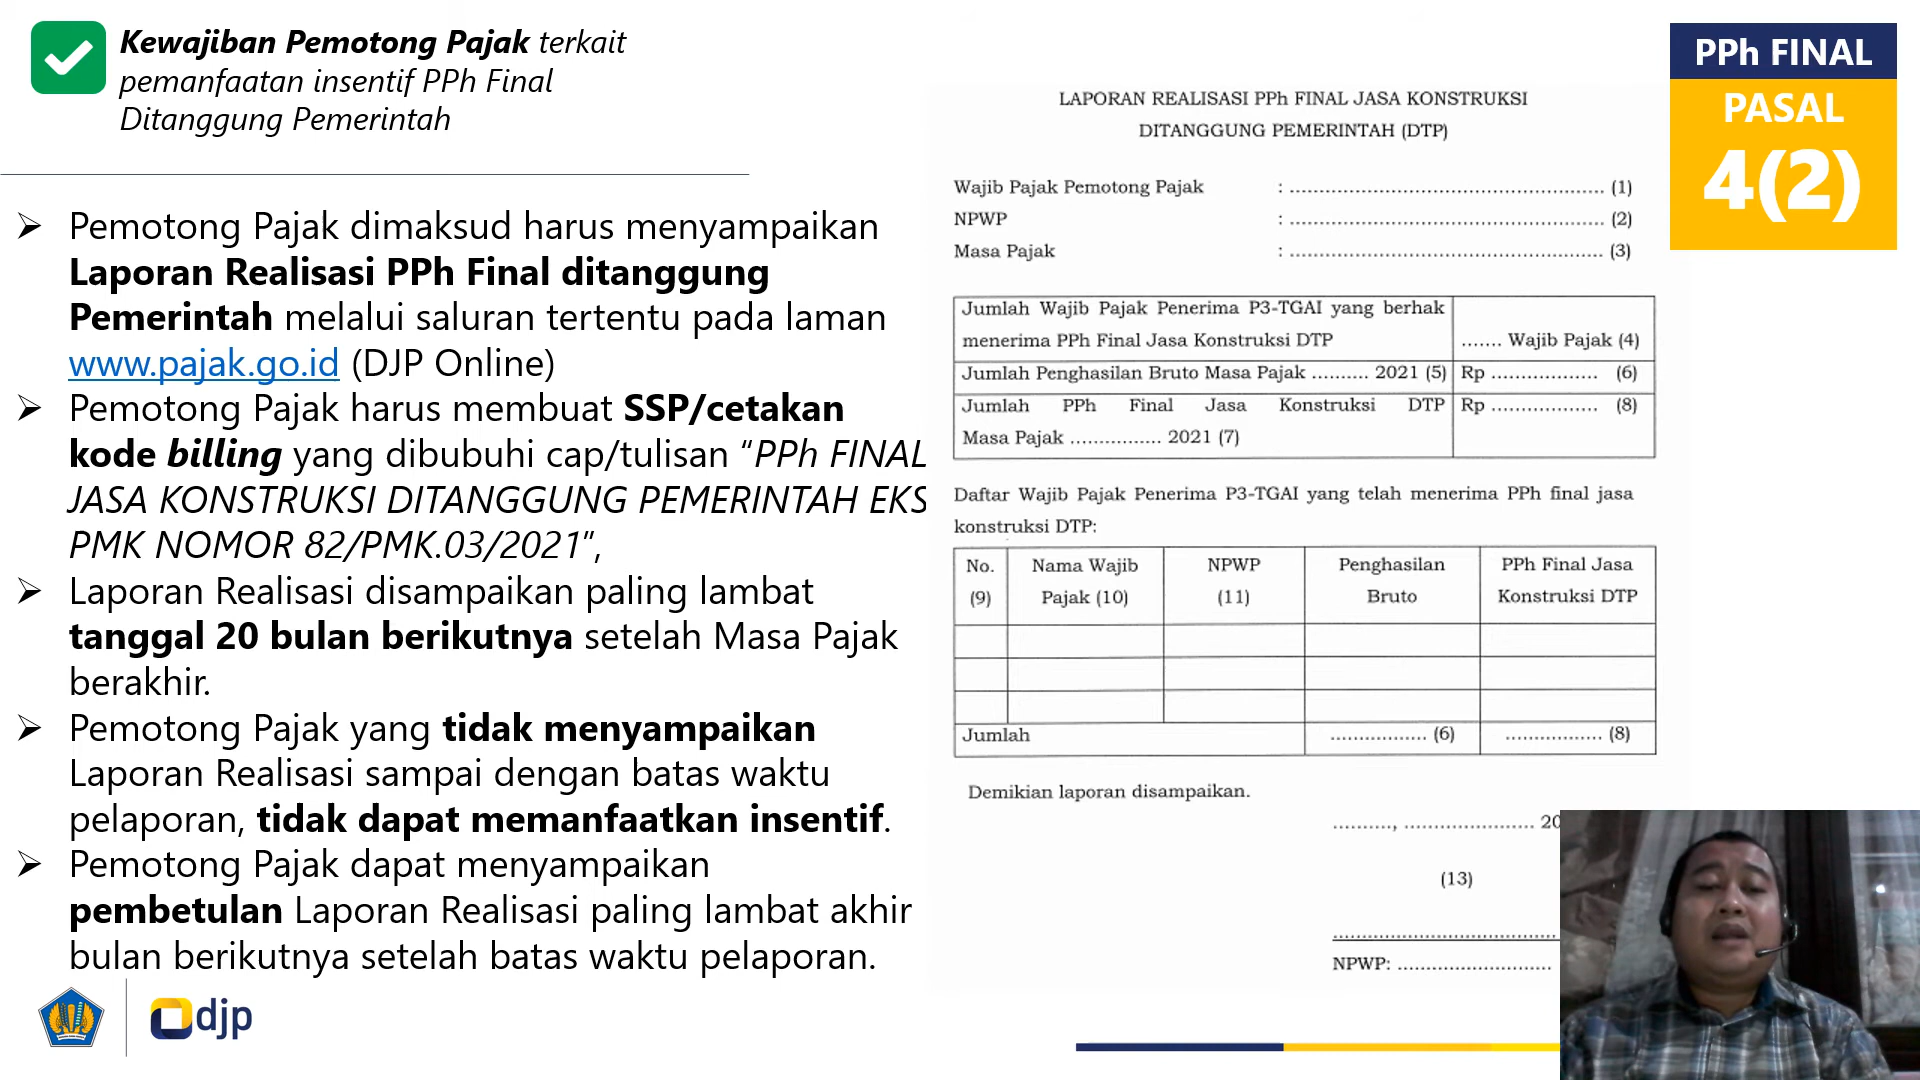 Kewajiban Pemotong Pajak terkait
pemanfaatan insentif PPh Final
Ditanggung Pemerintah
➢ Pemotong Pajak dimaksud harus menyampaikan
Laporan Realisasi PPh Final ditanggung
Pemerintah melalui saluran tertentu pada laman
www.pajak.go.id (DJP Online)
➢ Pemotong Pajak harus membuat SSP/cetakan
kode billing yang dibubuhi cap/tulisan “PPh FINAL
JASA KONSTRUKSI DITANGGUNG PEMERINTAH EKS
PMK NOMOR 82/PMK.03/2021”,
➢ Laporan Realisasi disampaikan paling lambat
tanggal 20 bulan berikutnya setelah Masa Pajak
berakhir.
➢ Pemotong Pajak yang tidak menyampaikan
Laporan Realisasi sampai dengan batas waktu
pelaporan, tidak dapat memanfaatkan insentif.
➢ Pemotong Pajak dapat menyampaikan
pembetulan Laporan Realisasi paling lambat akhir
bulan berikutnya setelah batas waktu pelaporan.
djp
LAPORAN REALISASI PPh FINAL JASA KONSTRUKSI
DITANGGUNG PEMERINTAH (DTP)
Wajib Pajak Pemotong Pajak : .................................................... (1)
NPWP : .................................................... (2)
Masa Pajak : .................................................... (3)
Jumlah Wajib Pajak Penerima P3-TGAI yang berhak
menerima PPh Final Jasa Konstruksi DTP ....... Wajib Pajak (4)
Jumlah Penghasilan Bruto Masa Pajak .......... 2021 (5) Rp .................. (6)
Jumlah PPh Final Jasa Konstruksi DTP Rp .................. (8)
Masa Pajak ................ 2021 (7)
Daftar Wajib Pajak Penerima P3-TGAI yang telah menerima PPh final jasa
konstruksi DTP:
No. Nama Wajib NPWP Penghasilan PPh Final Jasa
(9) Pajak (10) (11) Bruto Konstruksi DTP
Jumlah ................ (6) ................ (8)
Demikian laporan disampaikan.
.........., ...................... 20
(13)
.....................................
NPWP: ..........................
PPh FINAL
PASAL
4(2)